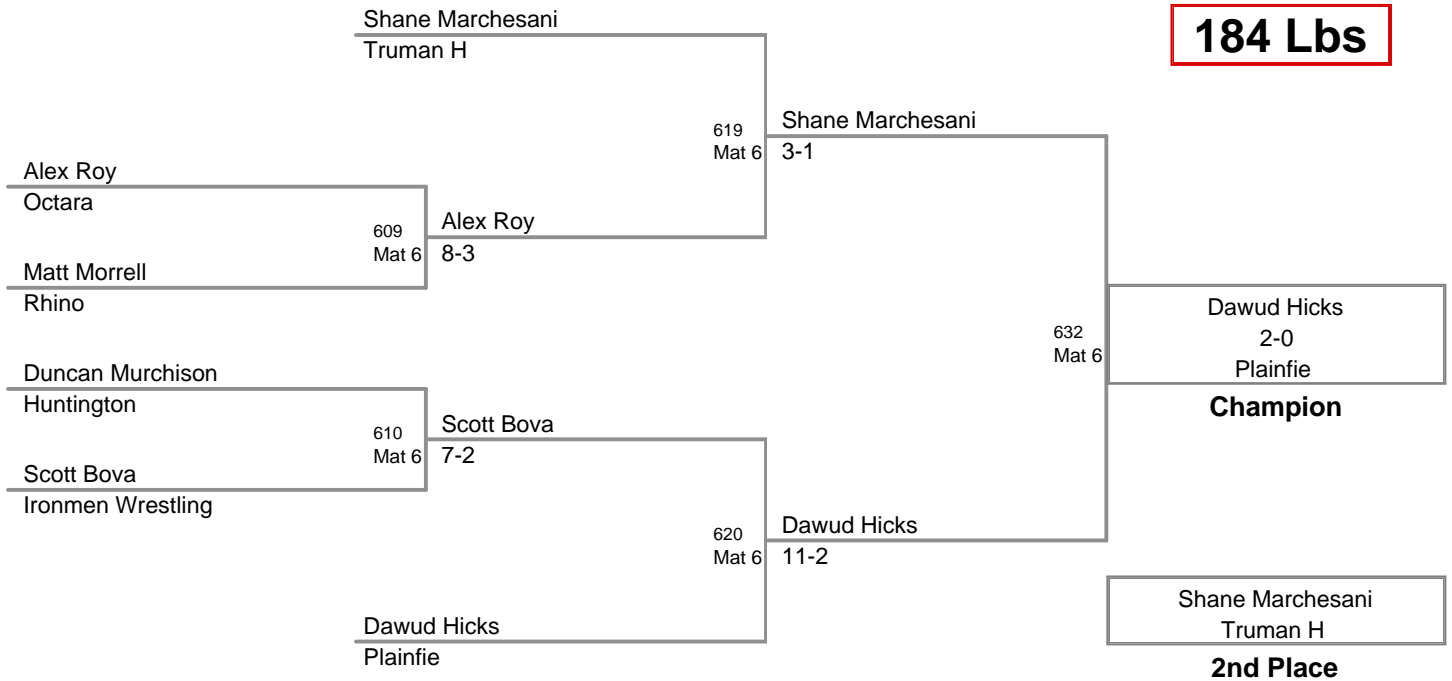 Shane Marchesani
Truman H
184 Lbs
619
Mat 6
Shane Marchesani
3-1
Alex Roy
Octara
609
Mat 6
Alex Roy
8-3
Matt Morrell
Rhino
632
Mat 6
Dawud Hicks
2-0
Plainfie
Champion
Duncan Murchison
Huntington
610
Mat 6
Scott Bova
7-2
Scott Bova
Ironmen Wrestling
620
Mat 6
Dawud Hicks
11-2
Dawud Hicks
Plainfie
Shane Marchesani
Truman H
2nd Place